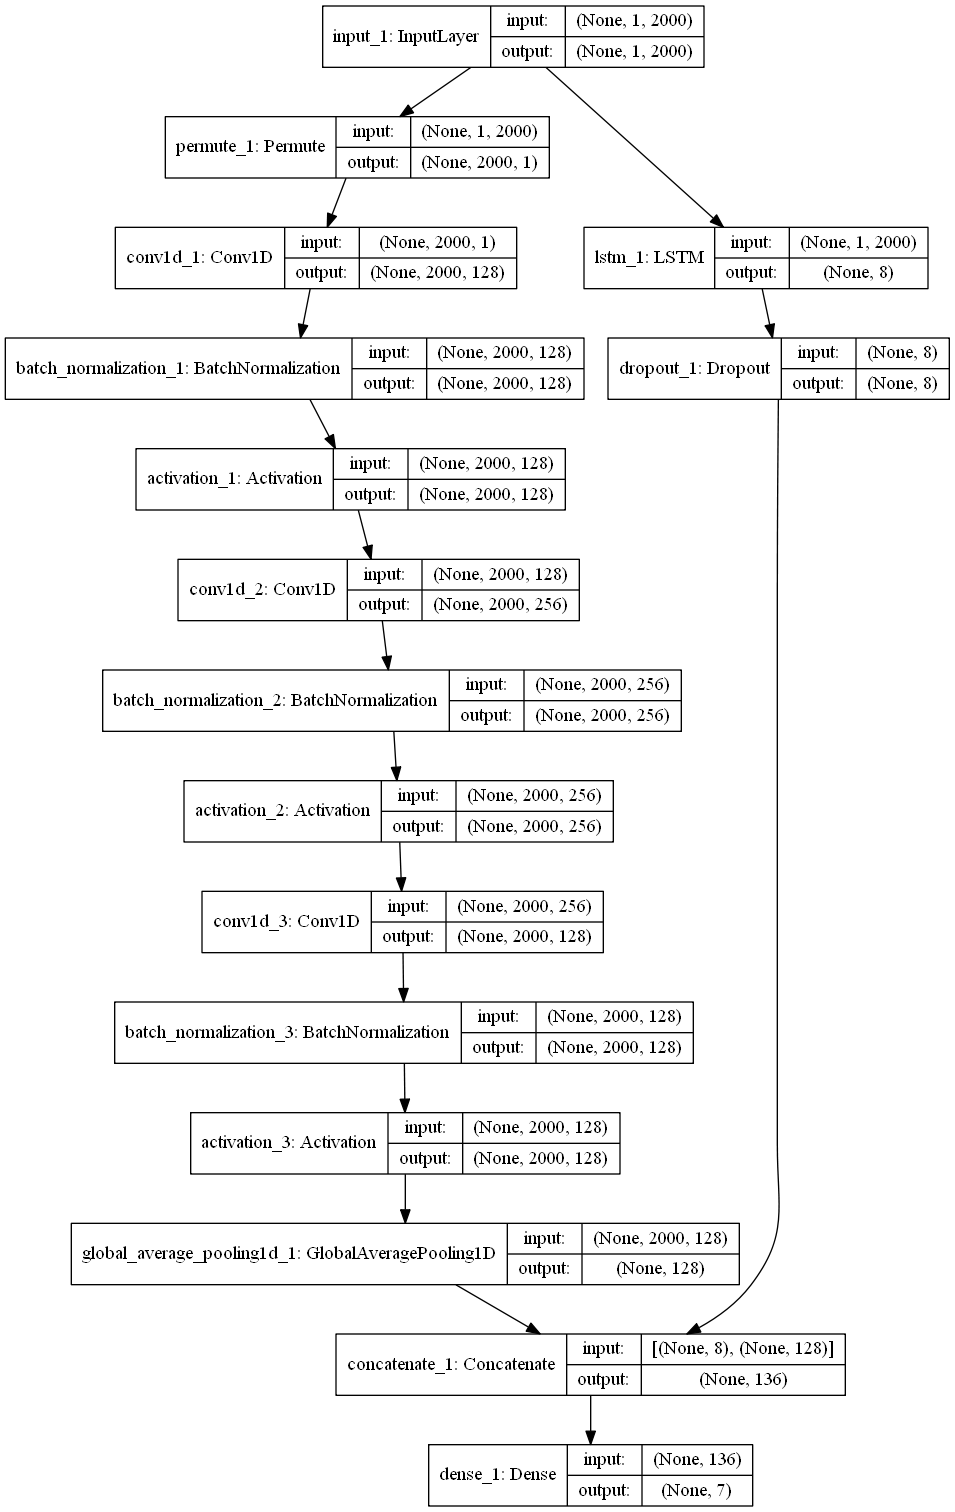 input_1: InputLayer
input:
(None, 1, 2000)
output:
(None, 1, 2000)
permute_1: Permute
input:
(None, 1, 2000)
output:
(None, 2000, 1)
conv1d_1: Conv1D
input:
(None, 2000, 1)
output:
(None, 2000, 128)
lstm_1: LSTM
input:
(None, 1, 2000)
output:
(None, 8)
batch_normalization_1: BatchNormalization
input:
(None, 2000, 128)
output:
(None, 2000, 128)
dropout_1: Dropout
input:
(None, 8)
output:
(None, 8)
activation_1: Activation
input:
(None, 2000, 128)
output:
(None, 2000, 128)
conv1d_2: Conv1D
input:
(None, 2000, 128)
output:
(None, 2000, 256)
batch_normalization_2: BatchNormalization
input:
(None, 2000, 256)
output:
(None, 2000, 256)
activation_2: Activation
input:
(None, 2000, 256)
output:
(None, 2000, 256)
conv1d_3: Conv1D
input:
(None, 2000, 256)
output:
(None, 2000, 128)
batch_normalization_3: BatchNormalization
input:
(None, 2000, 128)
output:
(None, 2000, 128)
activation_3: Activation
input:
(None, 2000, 128)
output:
(None, 2000, 128)
global_average_pooling1d_1: GlobalAveragePooling1D
input:
(None, 2000, 128)
output:
(None, 128)
concatenate_1: Concatenate
input:
[(None, 8), (None, 128)]
output:
(None, 136)
dense_1: Dense
input:
(None, 136)
output:
(None, 7)